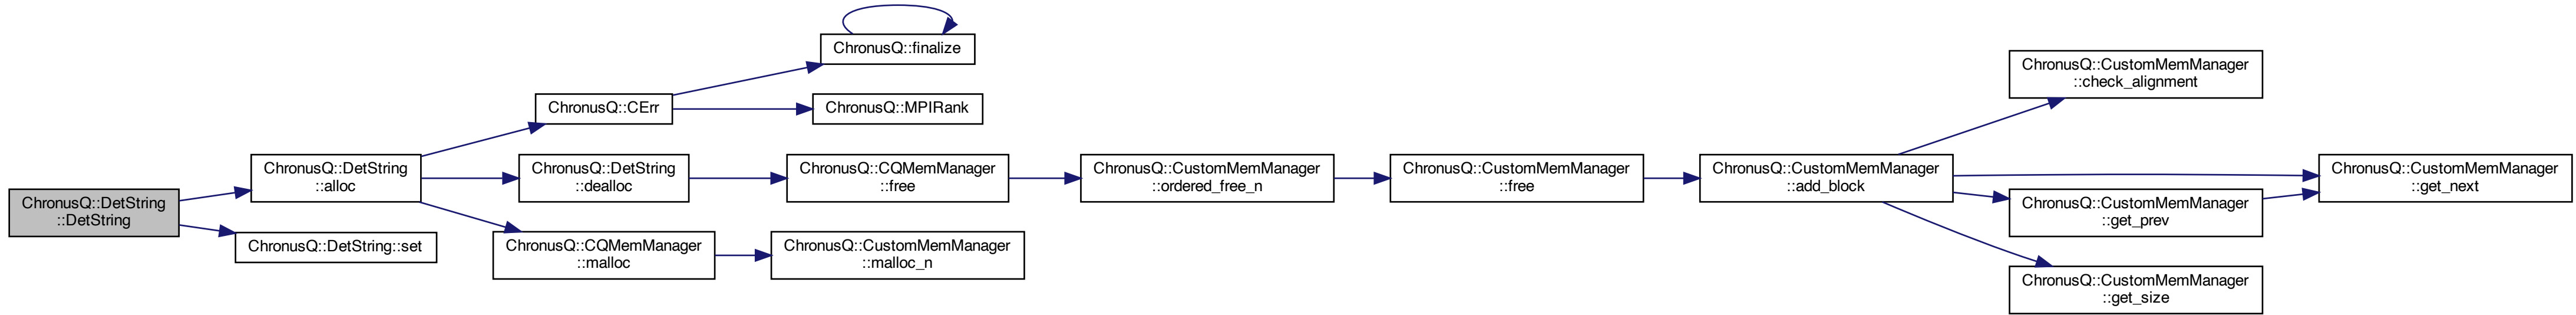 ChronusQ::DetString
::DetString
ChronusQ::DetString
::alloc
ChronusQ::DetString::set
ChronusQ::CErr
ChronusQ::DetString
::dealloc
ChronusQ::CQMemManager
::malloc
ChronusQ::finalize
ChronusQ::MPIRank
ChronusQ::CQMemManager
::free
ChronusQ::CustomMemManager
::malloc_n
ChronusQ::CustomMemManager
::ordered_free_n
ChronusQ::CustomMemManager
::free
ChronusQ::CustomMemManager
::add_block
ChronusQ::CustomMemManager
::check_alignment
ChronusQ::CustomMemManager
::get_prev
ChronusQ::CustomMemManager
::get_size
ChronusQ::CustomMemManager
::get_next